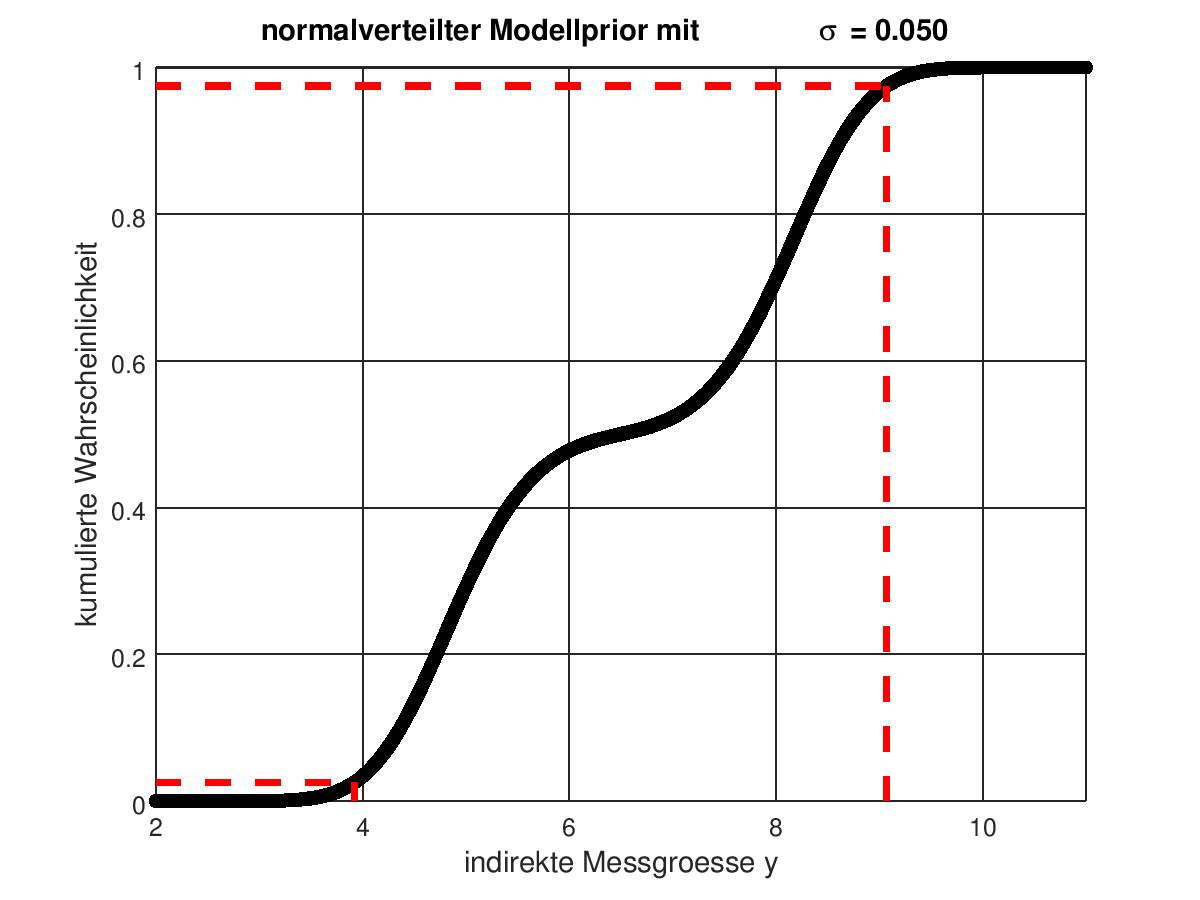 normalverteilter Modellprior mit σ = 0.050
1
0.8
0.6
0.4
0.2
0
kumulierte Wahrscheinlichkeit
2 4 6 8 10
indirekte Messgroesse y